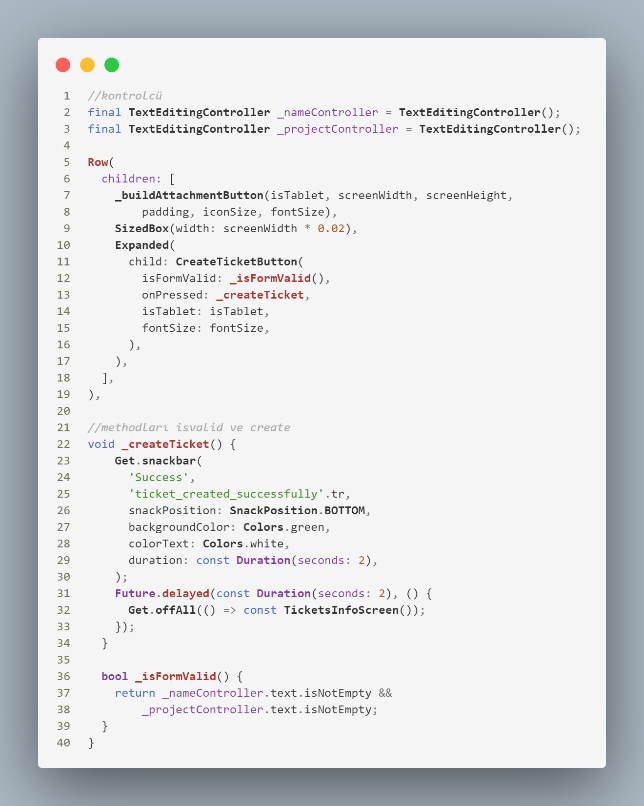 1 //kontrolcü
2 final TextEditingController _nameController = TextEditingController();
3 final TextEditingController _projectController = TextEditingController();
4
5 Row(
6   children: [
7     _buildAttachmentButton(isTablet, screenWidth, screenHeight,
8         padding, iconSize, fontSize),
9     SizedBox(width: screenWidth * 0.02),
10     Expanded(
11       child: CreateTicketButton(
12         isFormValid: _isFormValid(),
13         onPressed: _createTicket,
14         isTablet: isTablet,
15         fontSize: fontSize,
16       ),
17     ),
18   ],
19 ),
20
21 //methodları isvalid ve create
22 void _createTicket() {
23     Get.snackbar(
24       'Success',
25       'ticket_created_successfully'.tr,
26       snackPosition: SnackPosition.BOTTOM,
27       backgroundColor: Colors.green,
28       colorText: Colors.white,
29       duration: const Duration(seconds: 2),
30     );
31     Future.delayed(const Duration(seconds: 2), () {
32       Get.offAll(() => const TicketsInfoScreen());
33     });
34   }
35
36   bool _isFormValid() {
37     return _nameController.text.isNotEmpty &&
38         _projectController.text.isNotEmpty;
39   }
40 }